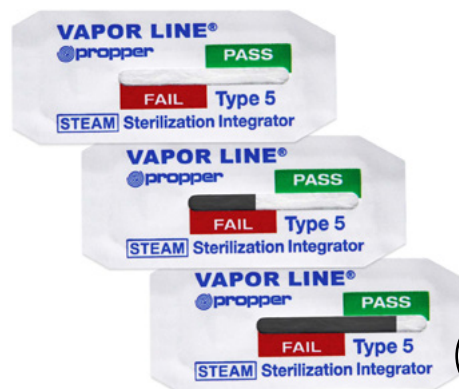 VAPOR LINE®
propper PASS
FAIL Type 5
STEAM Sterilization Integrator
VAPOR LINE®
propper PASS
FAIL Type 5
STEAM Sterilization Integrator
VAPOR LINE®
propper PASS
FAIL Type 5
STEAM Sterilization Integrator